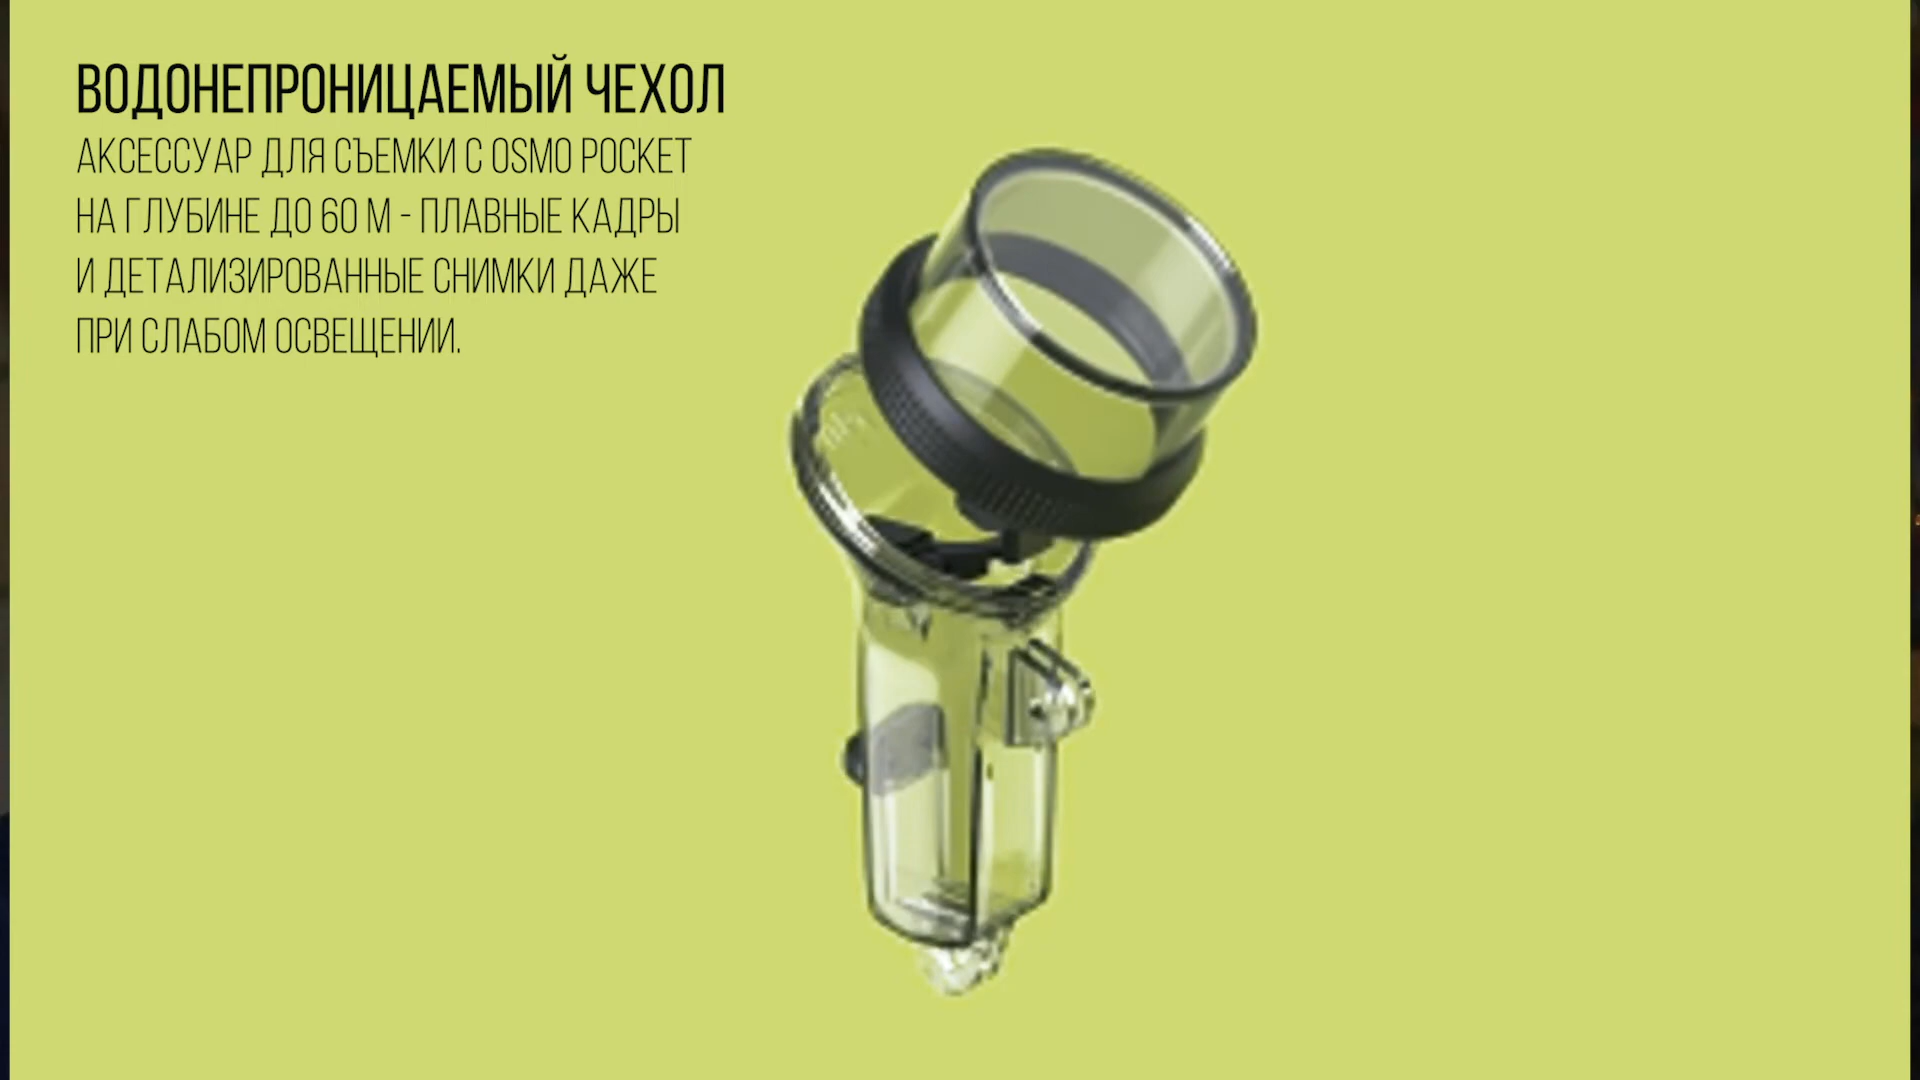 ВОДОНЕПРОНИЦАЕМЫЙ ЧЕХОЛ
АКСЕССУАР ДЛЯ СЪЕМКИ С OSMO POCKET
НА ГЛУБИНЕ ДО 60 М - ПЛАВНЫЕ КАДРЫ
И ДЕТАЛИЗИРОВАННЫЕ СНИМКИ ДАЖЕ
ПРИ СЛАБОМ ОСВЕЩЕНИИ.